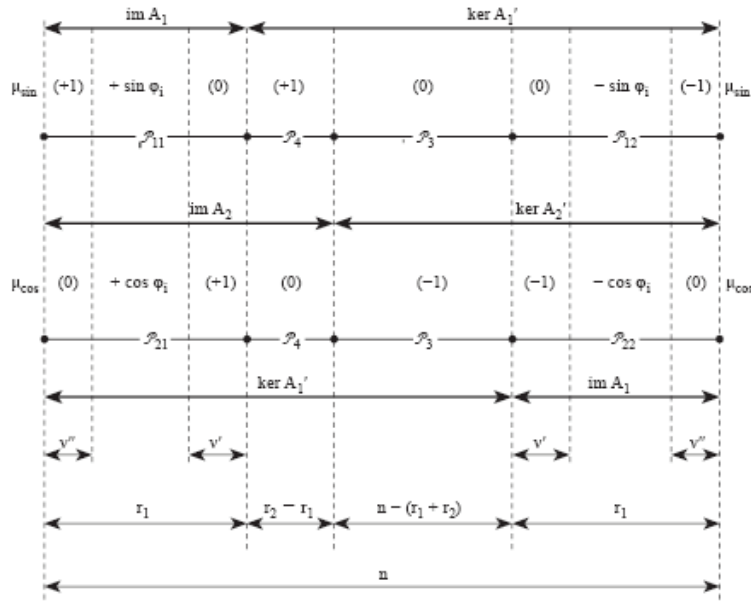 im A₁ ker A₁′
μsin (+1) + sin φᵢ (0) (+1) (0) (0) − sin φᵢ (−1) μsin
𝒫₁₁ 𝒫₄ 𝒫₃ 𝒫₁₂
im A₂ ker A₂′
μcos (0) + cos φᵢ (+1) (0) (−1) (−1) − cos φᵢ (0) μcos
𝒫₂₁ 𝒫₄ 𝒫₃ 𝒫₂₂
ker A₁′ im A₁
v″ v′ v′ v″
r₁ r₂ − r₁ n − (r₁ + r₂) r₁
n